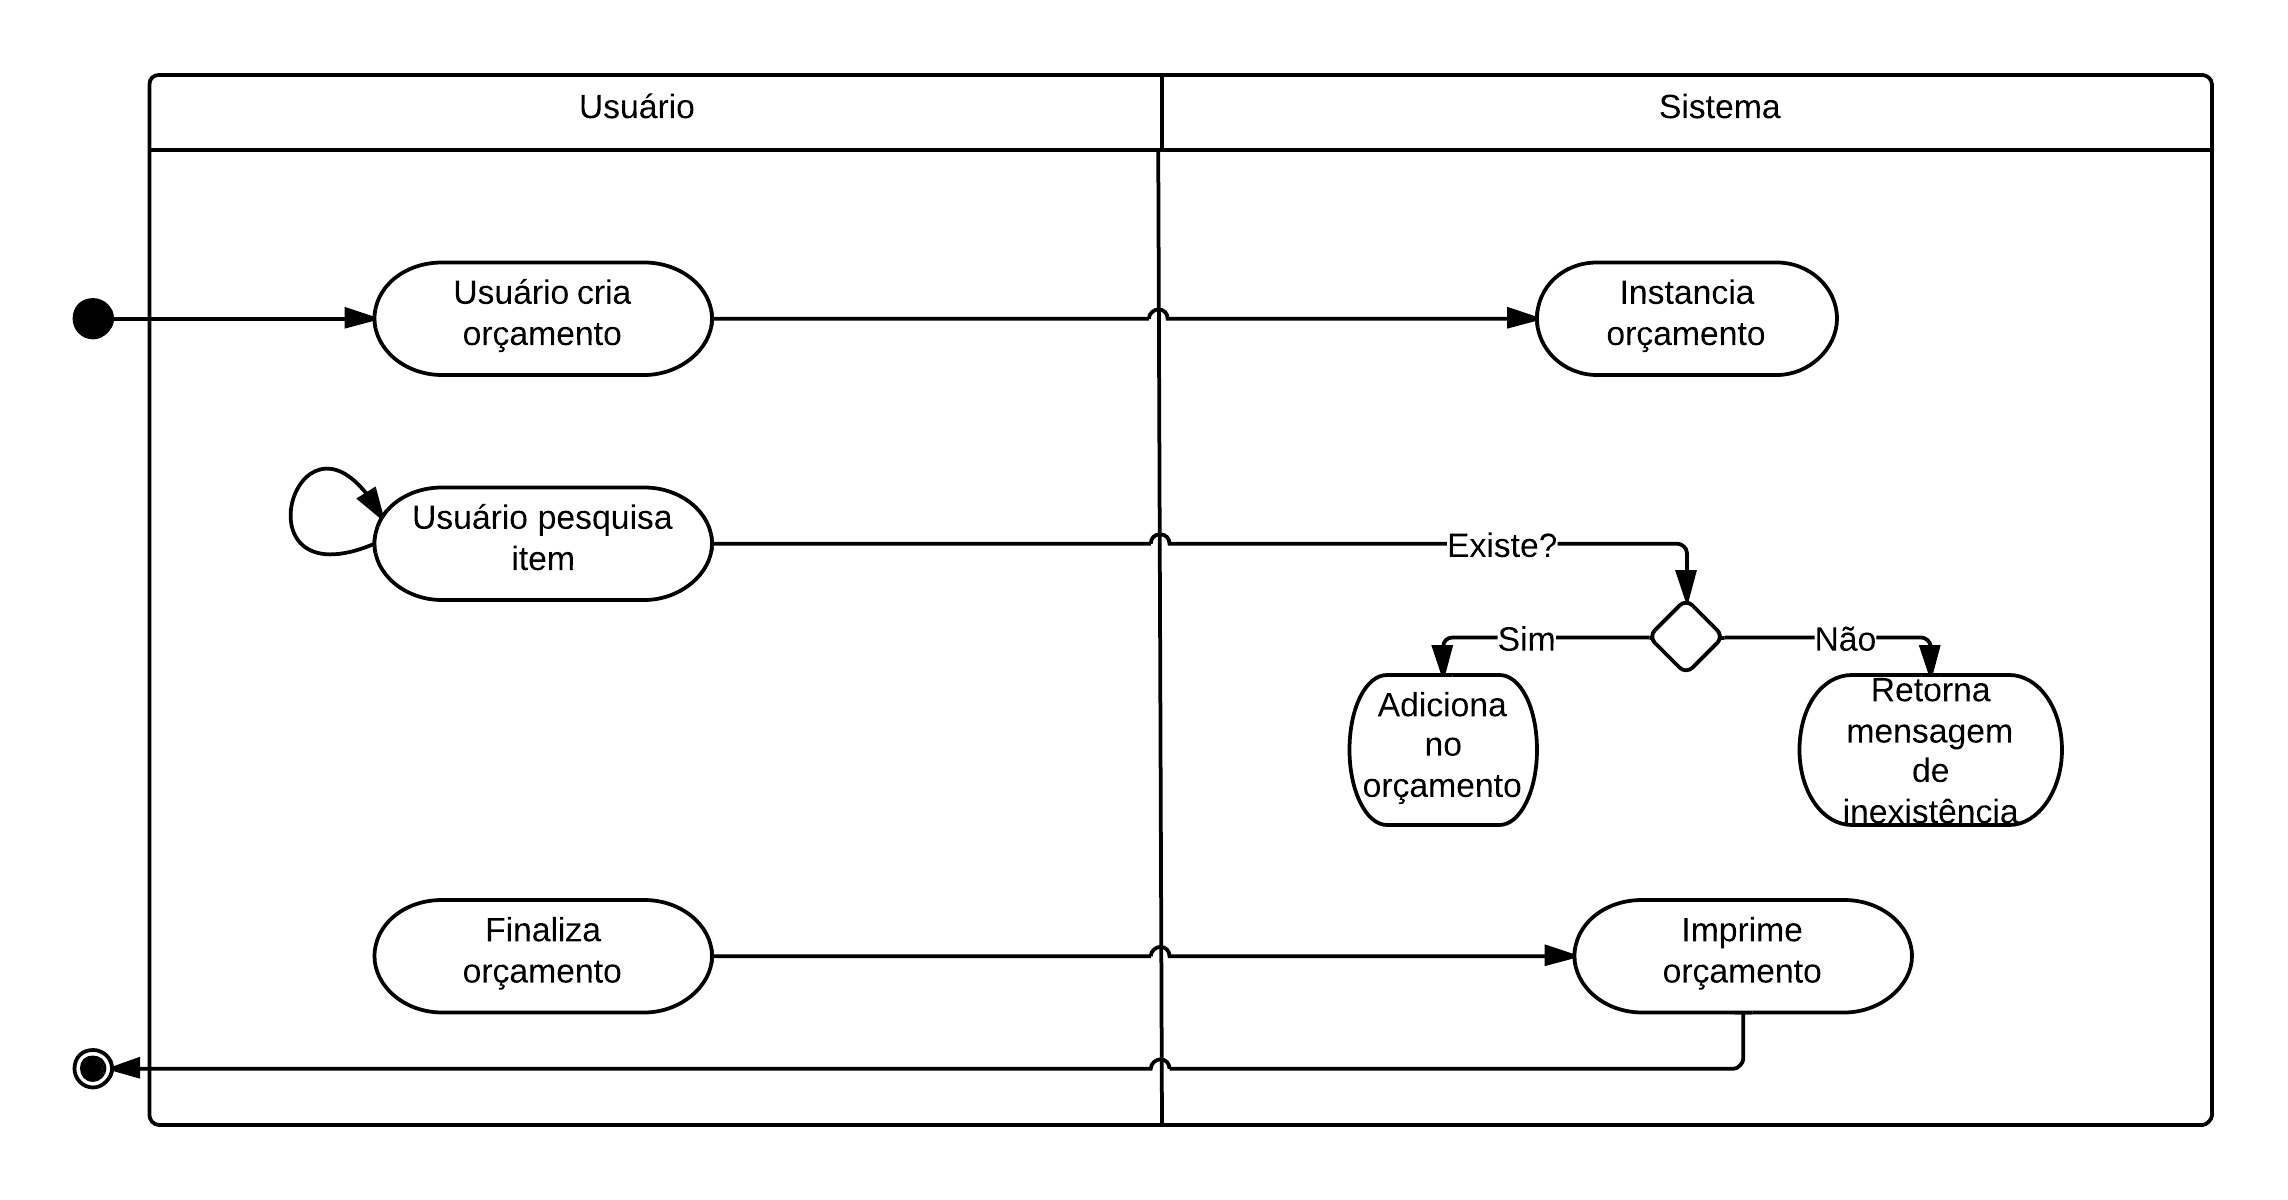 Usuário
Sistema
Usuário cria
orçamento
Instancia
orçamento
Usuário pesquisa
item
Existe?
Sim
Não
Adiciona
no
orçamento
Retorna
mensagem
de
inexistência
Finaliza
orçamento
Imprime
orçamento